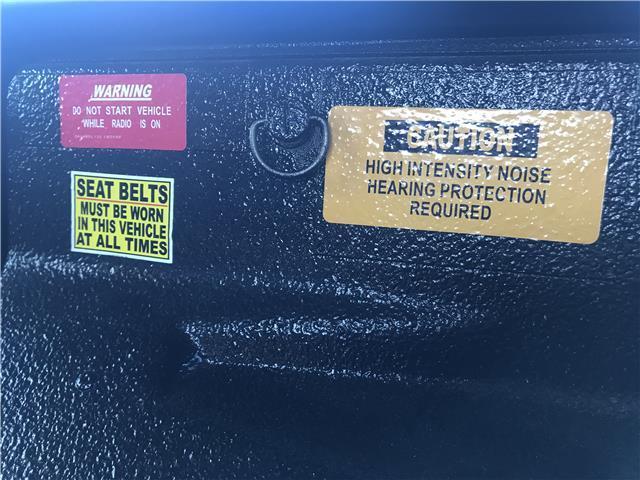 WARNING
DO NOT START VEHICLE
WHILE RADIO IS ON
SEAT BELTS
MUST BE WORN
IN THIS VEHICLE
AT ALL TIMES
CAUTION
HIGH INTENSITY NOISE
HEARING PROTECTION
REQUIRED